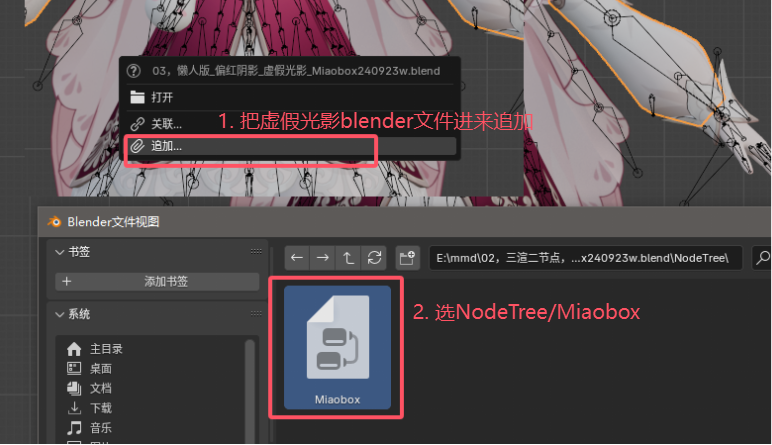 03，懒人版_偏红阴影_虚假光影_Miaobox240923w.blend
打开
关联...
追加...
1. 把虚假光影blender文件进来追加
Blender文件视图
书签
添加书签
E:\mmd\02，三渲二节点，...x240923w.blend\NodeTree\
系统
主目录
桌面
文档
下载
音乐
Miaobox
2. 选NodeTree/Miaobox